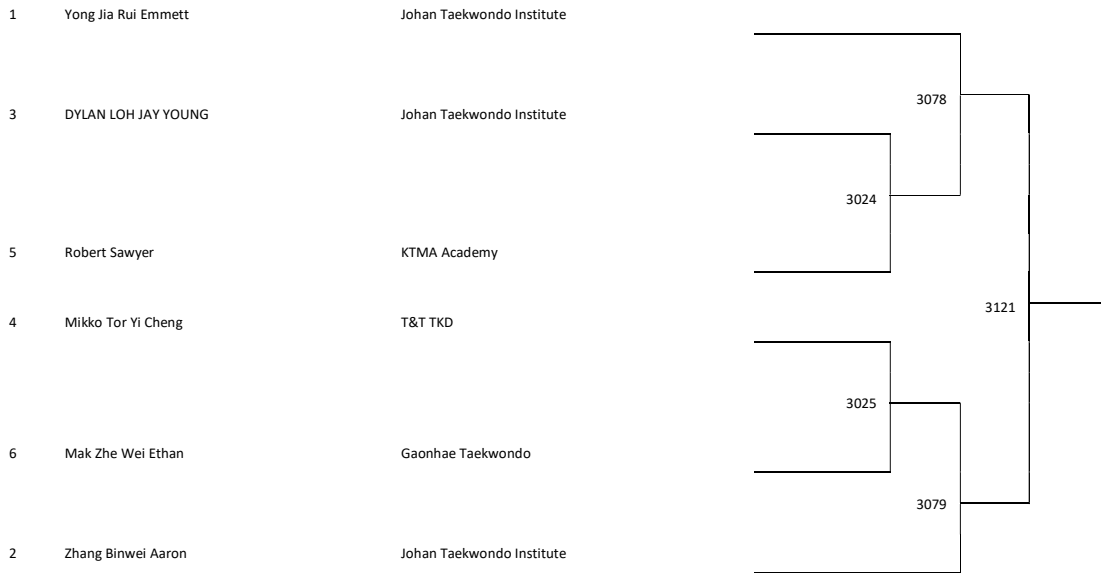 1 Yong Jia Rui Emmett Johan Taekwondo Institute
3078
3 DYLAN LOH JAY YOUNG Johan Taekwondo Institute
3024
5 Robert Sawyer KTMA Academy
3121
4 Mikko Tor Yi Cheng T&T TKD
3025
6 Mak Zhe Wei Ethan Gaonhae Taekwondo
3079
2 Zhang Binwei Aaron Johan Taekwondo Institute